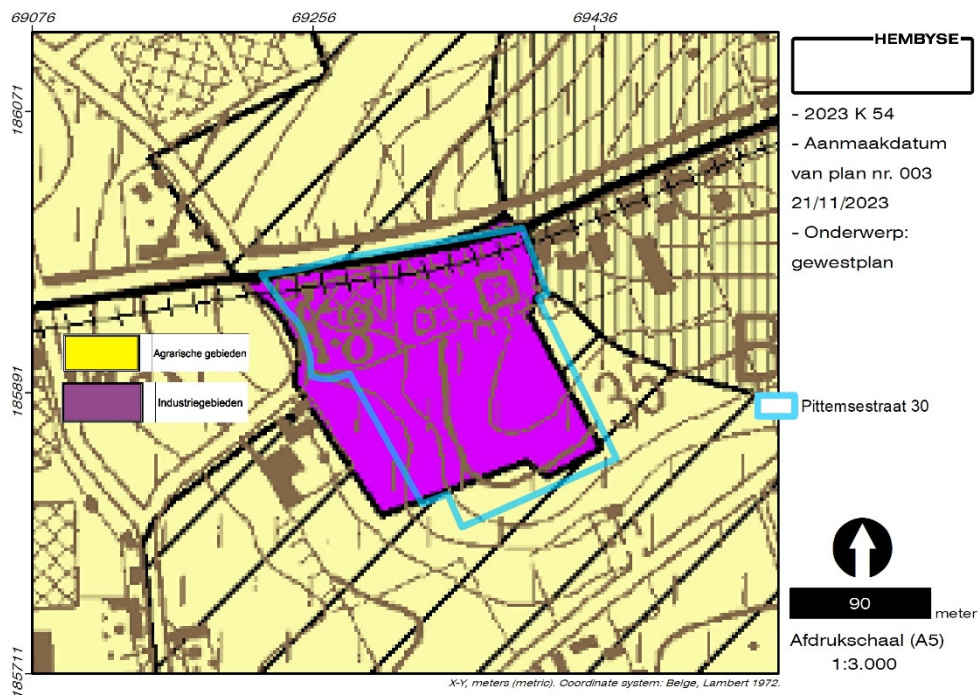 69076
69256
69436
186071
185891
185711
HEMBYSE
- 2023 K 54
- Aanmaakdatum
van plan nr. 003
21/11/2023
- Onderwerp:
gewestplan
Agrarische gebieden
Industriegebieden
33
Pittemsestraat 30
90
meter
Afdrukschaal (A5)
1:3.000
X-Y, meters (metric). Coordinate system: Belge, Lambert 1972.